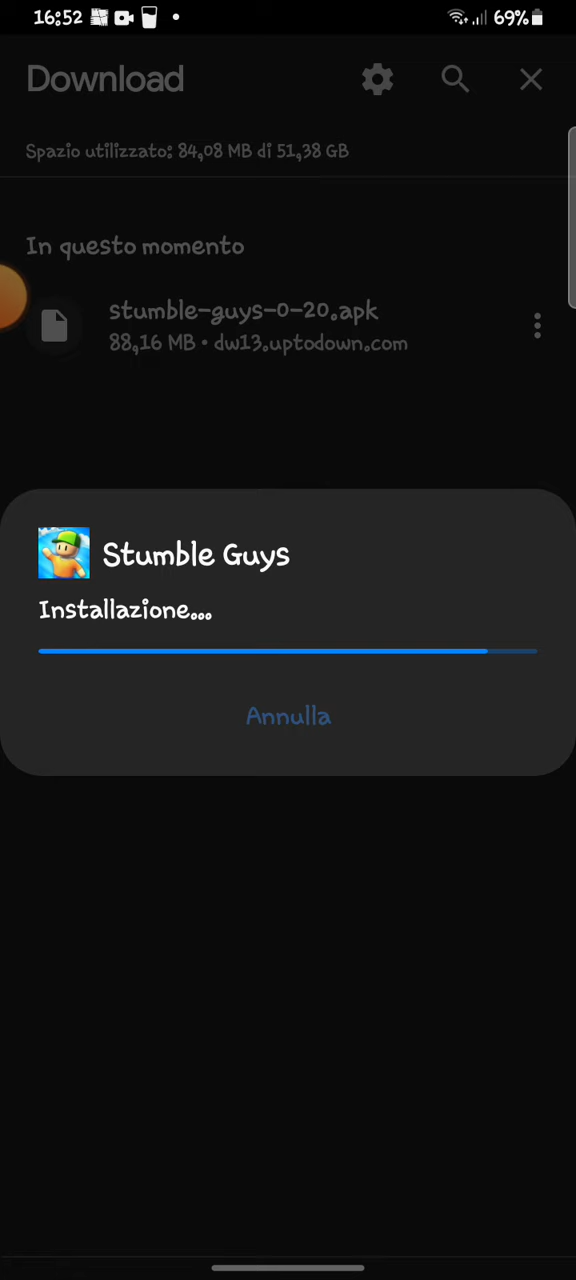 16:52 69%
Download
Spazio utilizzato: 84,08 MB di 51,38 GB
In questo momento
stumble-guys-0-20.apk
88,16 MB • dw13.uptodown.com
Stumble Guys
Installazione...
Annulla